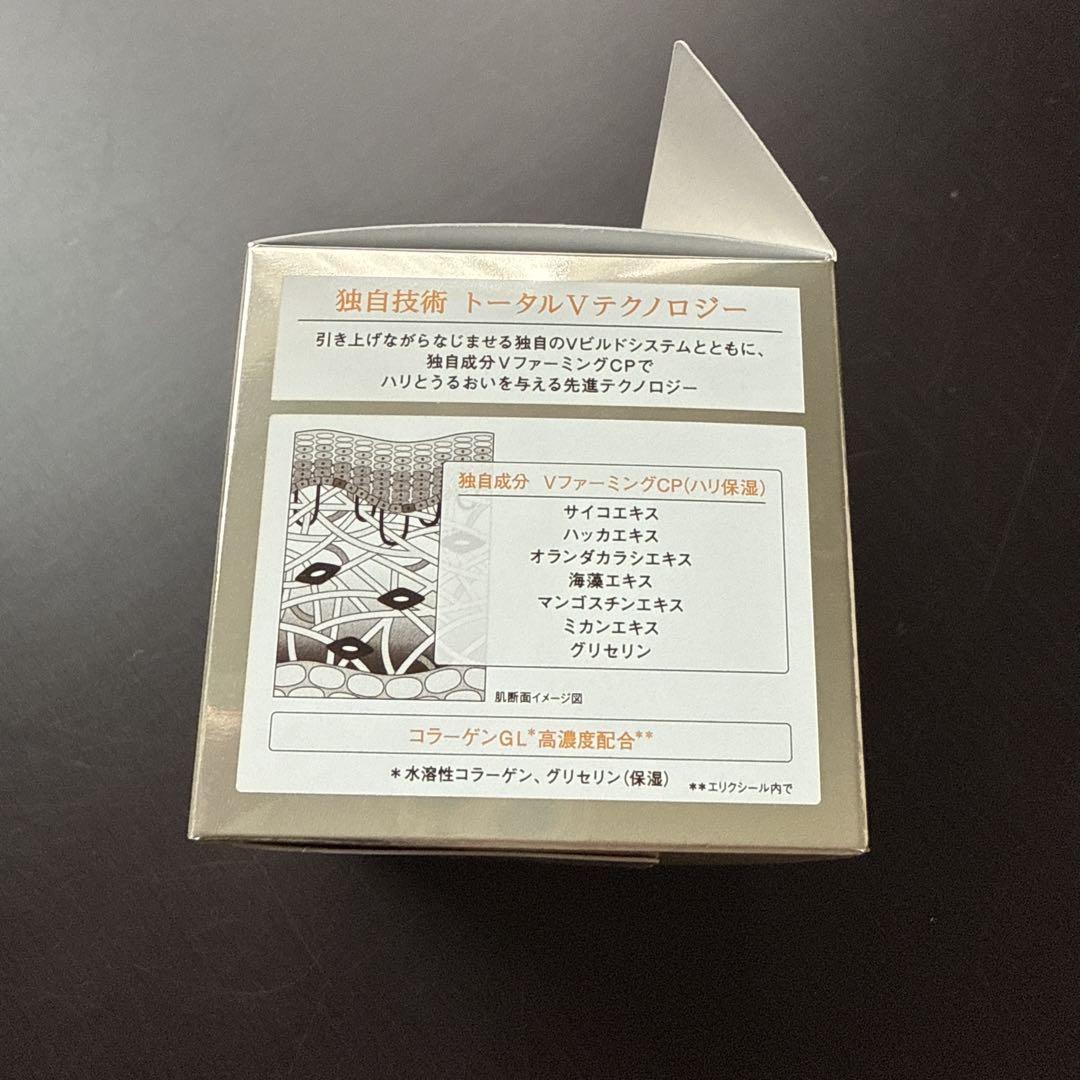 独自技術 トータルVテクノロジー
引き上げながらなじませる独自のVビルドシステムとともに、
独自成分VファーミングCPで
ハリとうるおいを与える先進テクノロジー
独自成分 VファーミングCP(ハリ保湿)
サイコエキス
ハッカエキス
オランダカラシエキス
海藻エキス
マンゴスチンエキス
ミカンエキス
グリセリン
肌断面イメージ図
コラーゲンGL*高濃度配合**
*水溶性コラーゲン、グリセリン(保湿)
**エリクシール内で